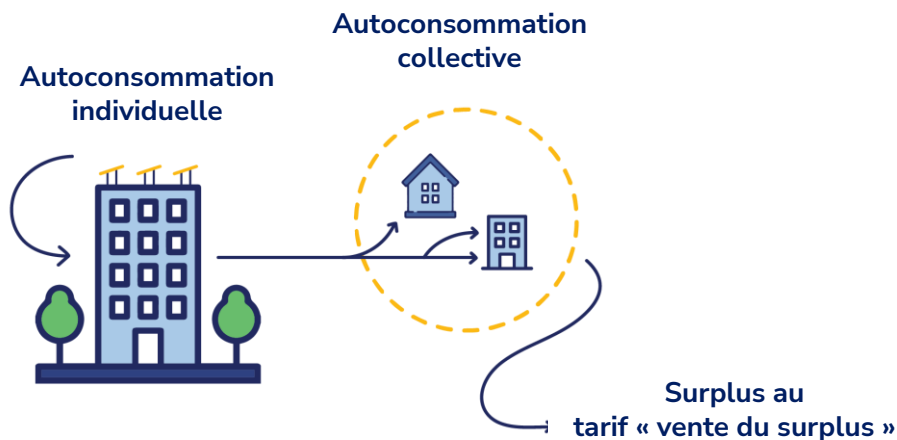 Autoconsommation
collective
Autoconsommation
individuelle
Surplus au
tarif « vente du surplus »